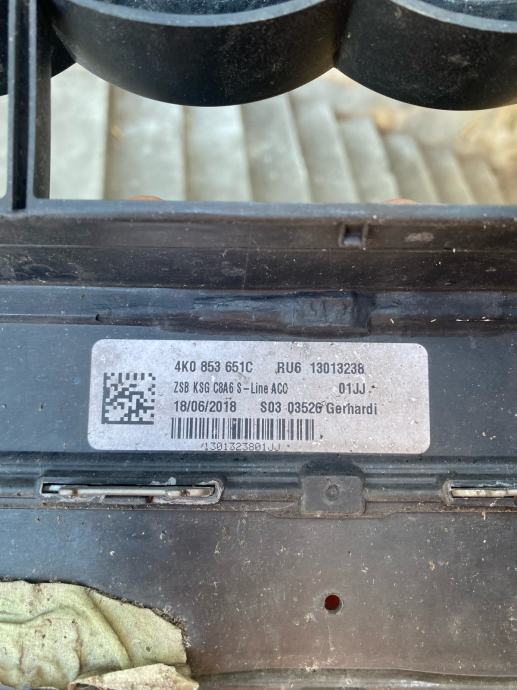 4K0 853 651C RU6 13013238
ZSB KSG C8A6 S-Line ACC 01JJ
18/06/2018 S03 03526 Gerhardi
1301323801JJ